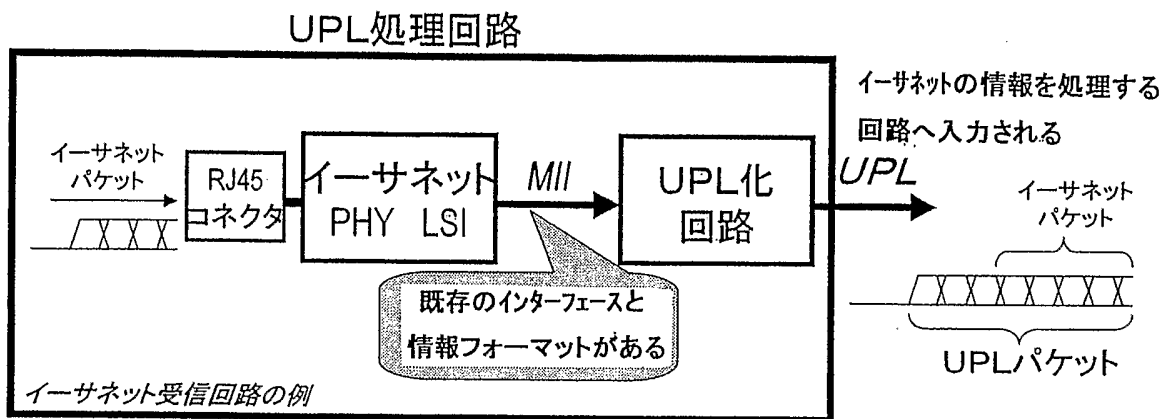 UPL処理回路
イーサネットの情報を処理する
回路へ入力される
イーサネット
パケット
RJ45
コネクタ
イーサネット
PHY LSI
MII
UPL化
回路
UPL
イーサネット
パケット
既存のインターフェースと
情報フォーマットがある
UPLパケット
イーサネット受信回路の例